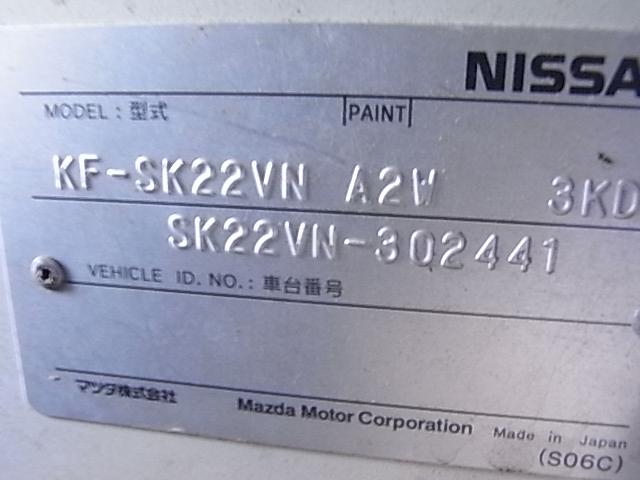 NISSA
MODEL : 型式 PAINT
KF-SK22VN A2W 3KD
SK22VN-302441
VEHICLE ID. NO. : 車台番号
マツダ株式会社 Mazda Motor Corporation Made in Japan
(S06C)